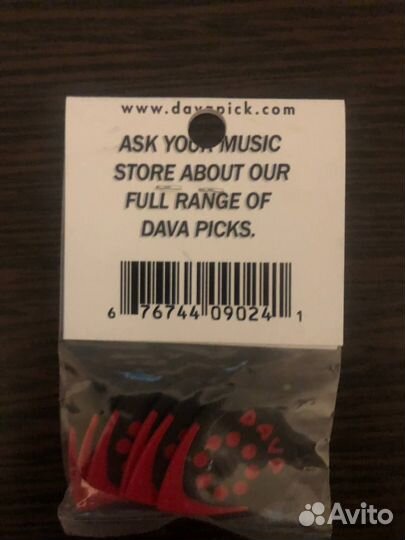 www.davapick.com
ASK YOUR MUSIC
STORE ABOUT OUR
FULL RANGE OF
DAVA PICKS.
6 76744 09024 1
DAVA
Avito